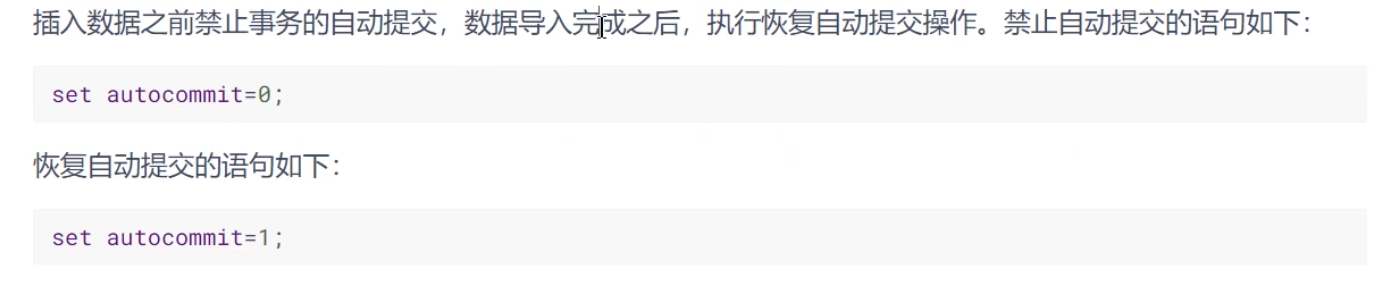 插入数据之前禁止事务的自动提交，数据导入完成之后，执行恢复自动提交操作。禁止自动提交的语句如下：
set autocommit=0;
恢复自动提交的语句如下：
set autocommit=1;